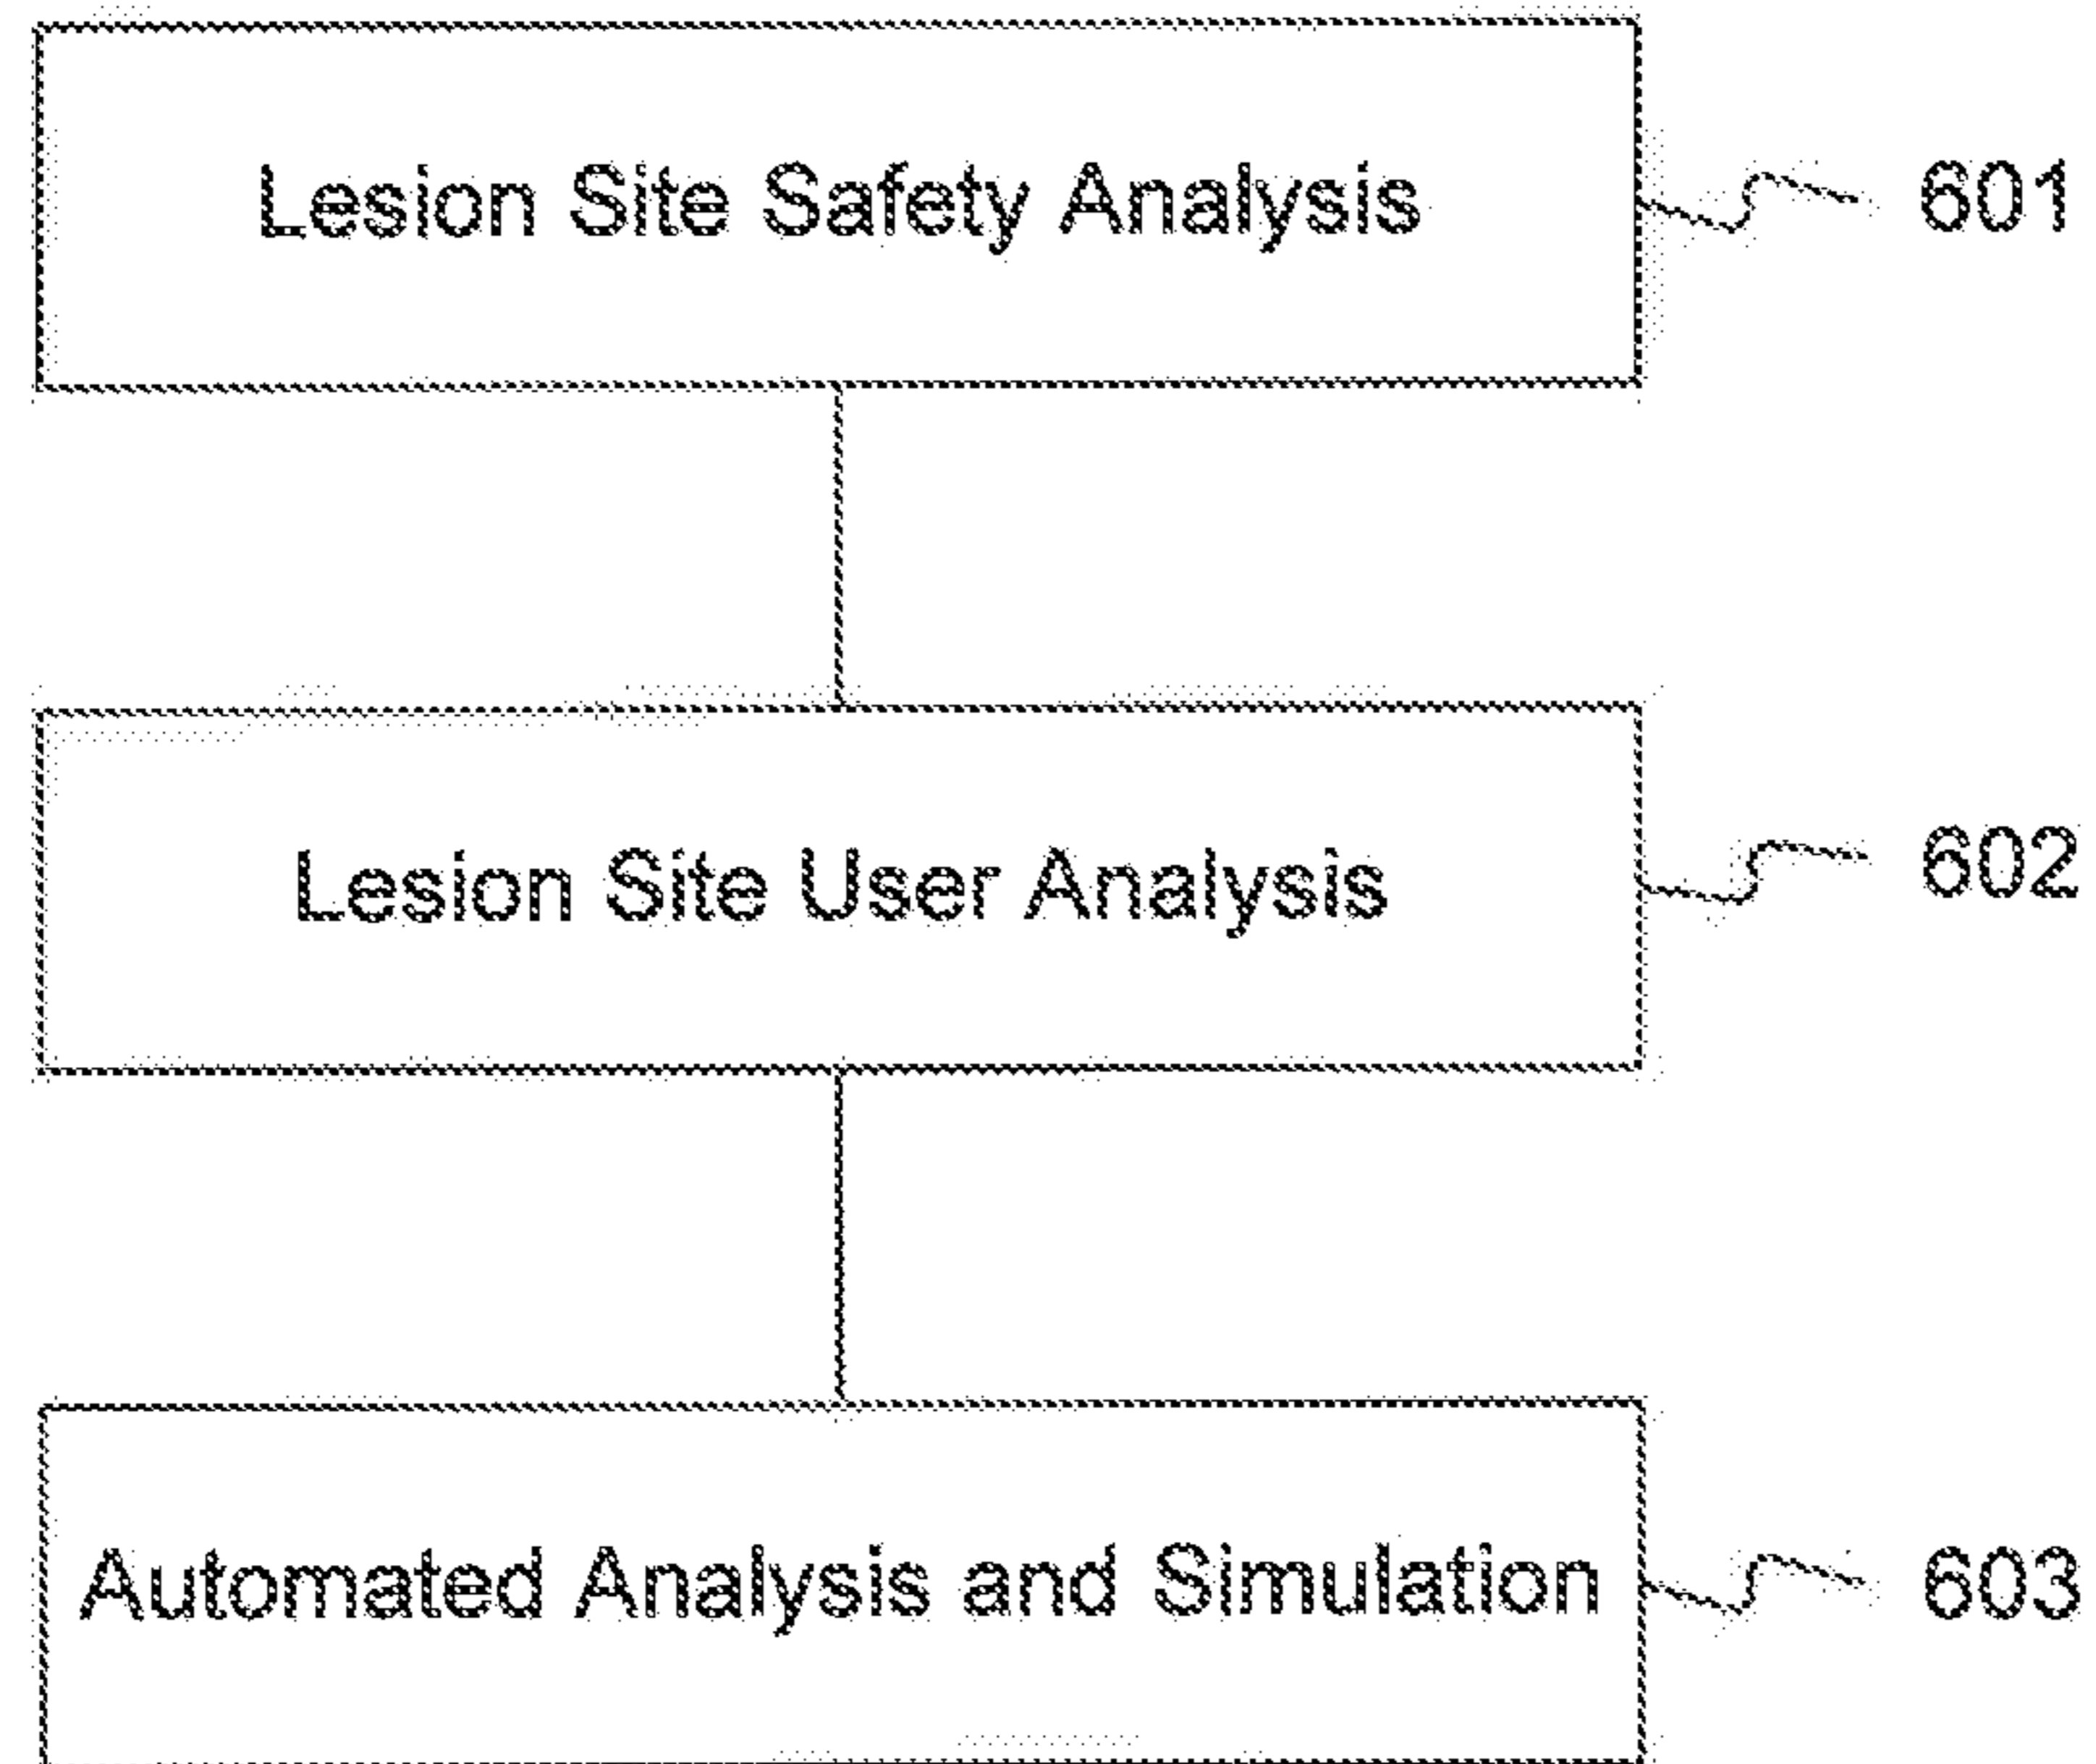 Lesion Site Safety Analysis 601
Lesion Site User Analysis 602
Automated Analysis and Simulation 603